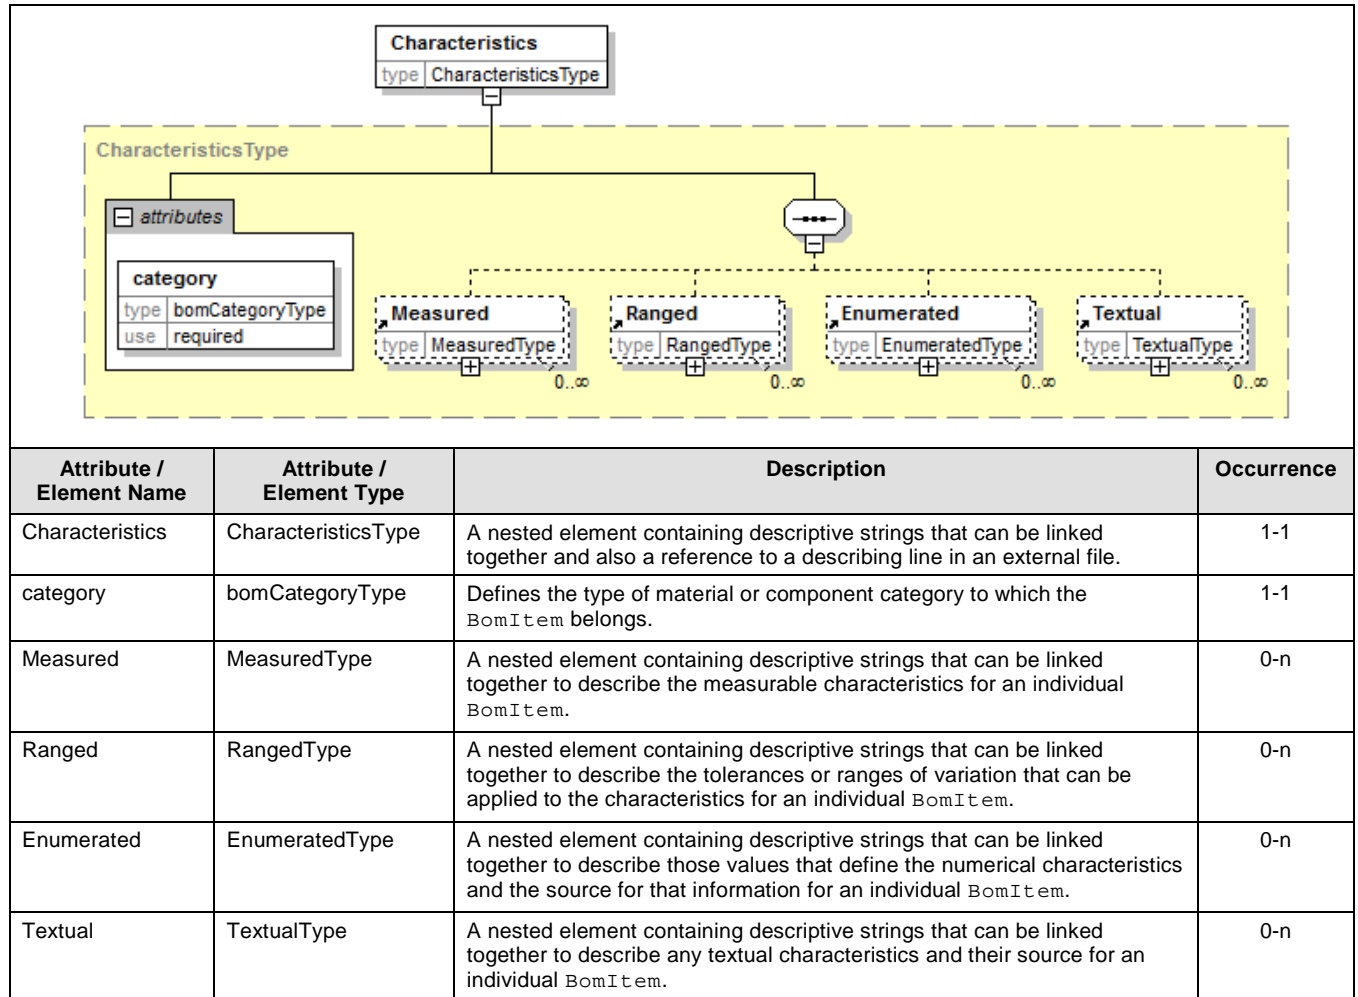 Characteristics
type CharacteristicsType
CharacteristicsType
attributes
category
type bomCategoryType
use required
Measured
type MeasuredType
0..∞
Ranged
type RangedType
0..∞
Enumerated
type EnumeratedType
0..∞
Textual
type TextualType
0..∞
Attribute / Element Name
Attribute / Element Type
Description
Occurrence
Characteristics
CharacteristicsType
A nested element containing descriptive strings that can be linked
together and also a reference to a describing line in an external file.
1-1
category
bomCategoryType
Defines the type of material or component category to which the
BomItem belongs.
1-1
Measured
MeasuredType
A nested element containing descriptive strings that can be linked
together to describe the measurable characteristics for an individual
BomItem.
0-n
Ranged
RangedType
A nested element containing descriptive strings that can be linked
together to describe the tolerances or ranges of variation that can be
applied to the characteristics for an individual BomItem.
0-n
Enumerated
EnumeratedType
A nested element containing descriptive strings that can be linked
together to describe those values that define the numerical characteristics
and the source for that information for an individual BomItem.
0-n
Textual
TextualType
A nested element containing descriptive strings that can be linked
together to describe any textual characteristics and their source for an
individual BomItem.
0-n